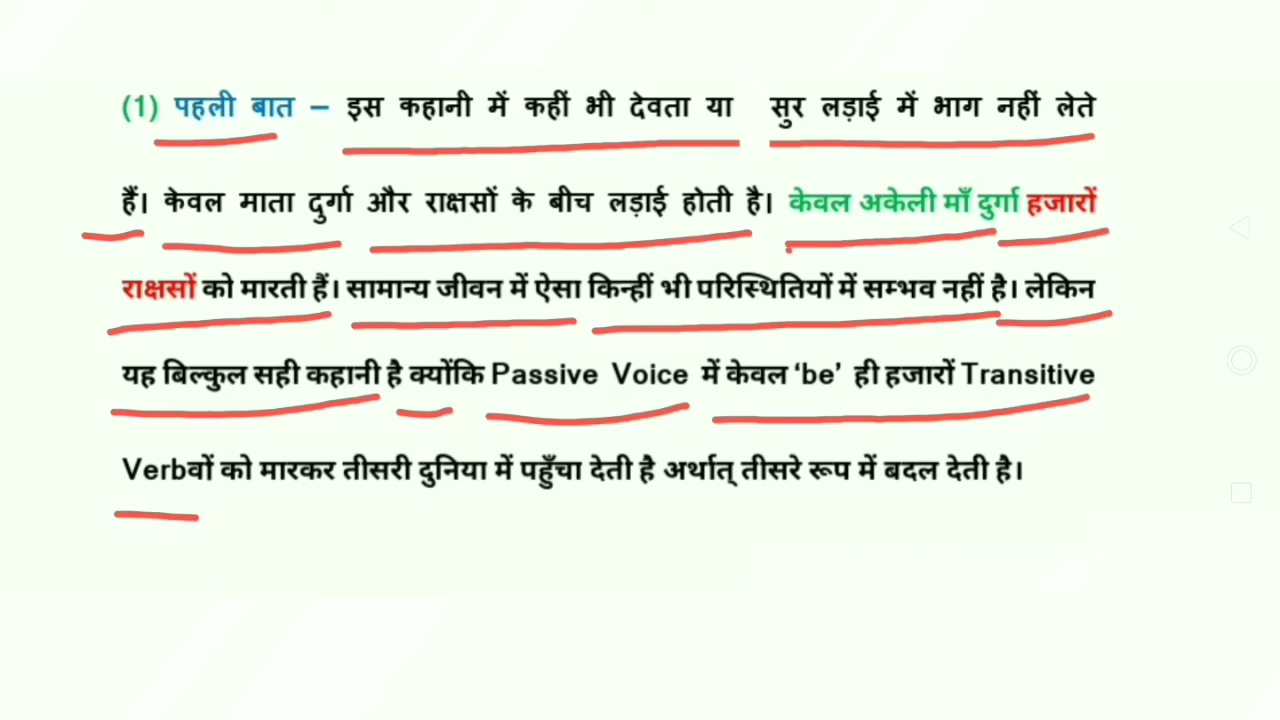 (1) पहली बात – इस कहानी में कहीं भी देवता या सुर लड़ाई में भाग नहीं लेते
हैं। केवल माता दुर्गा और राक्षसों के बीच लड़ाई होती है। केवल अकेली माँ दुर्गा हजारों
राक्षसों को मारती हैं। सामान्य जीवन में ऐसा किन्हीं भी परिस्थितियों में सम्भव नहीं है। लेकिन
यह बिल्कुल सही कहानी है क्योंकि Passive Voice में केवल ‘be’ ही हजारों Transitive
Verbवों को मारकर तीसरी दुनिया में पहुँचा देती है अर्थात् तीसरे रूप में बदल देती है।